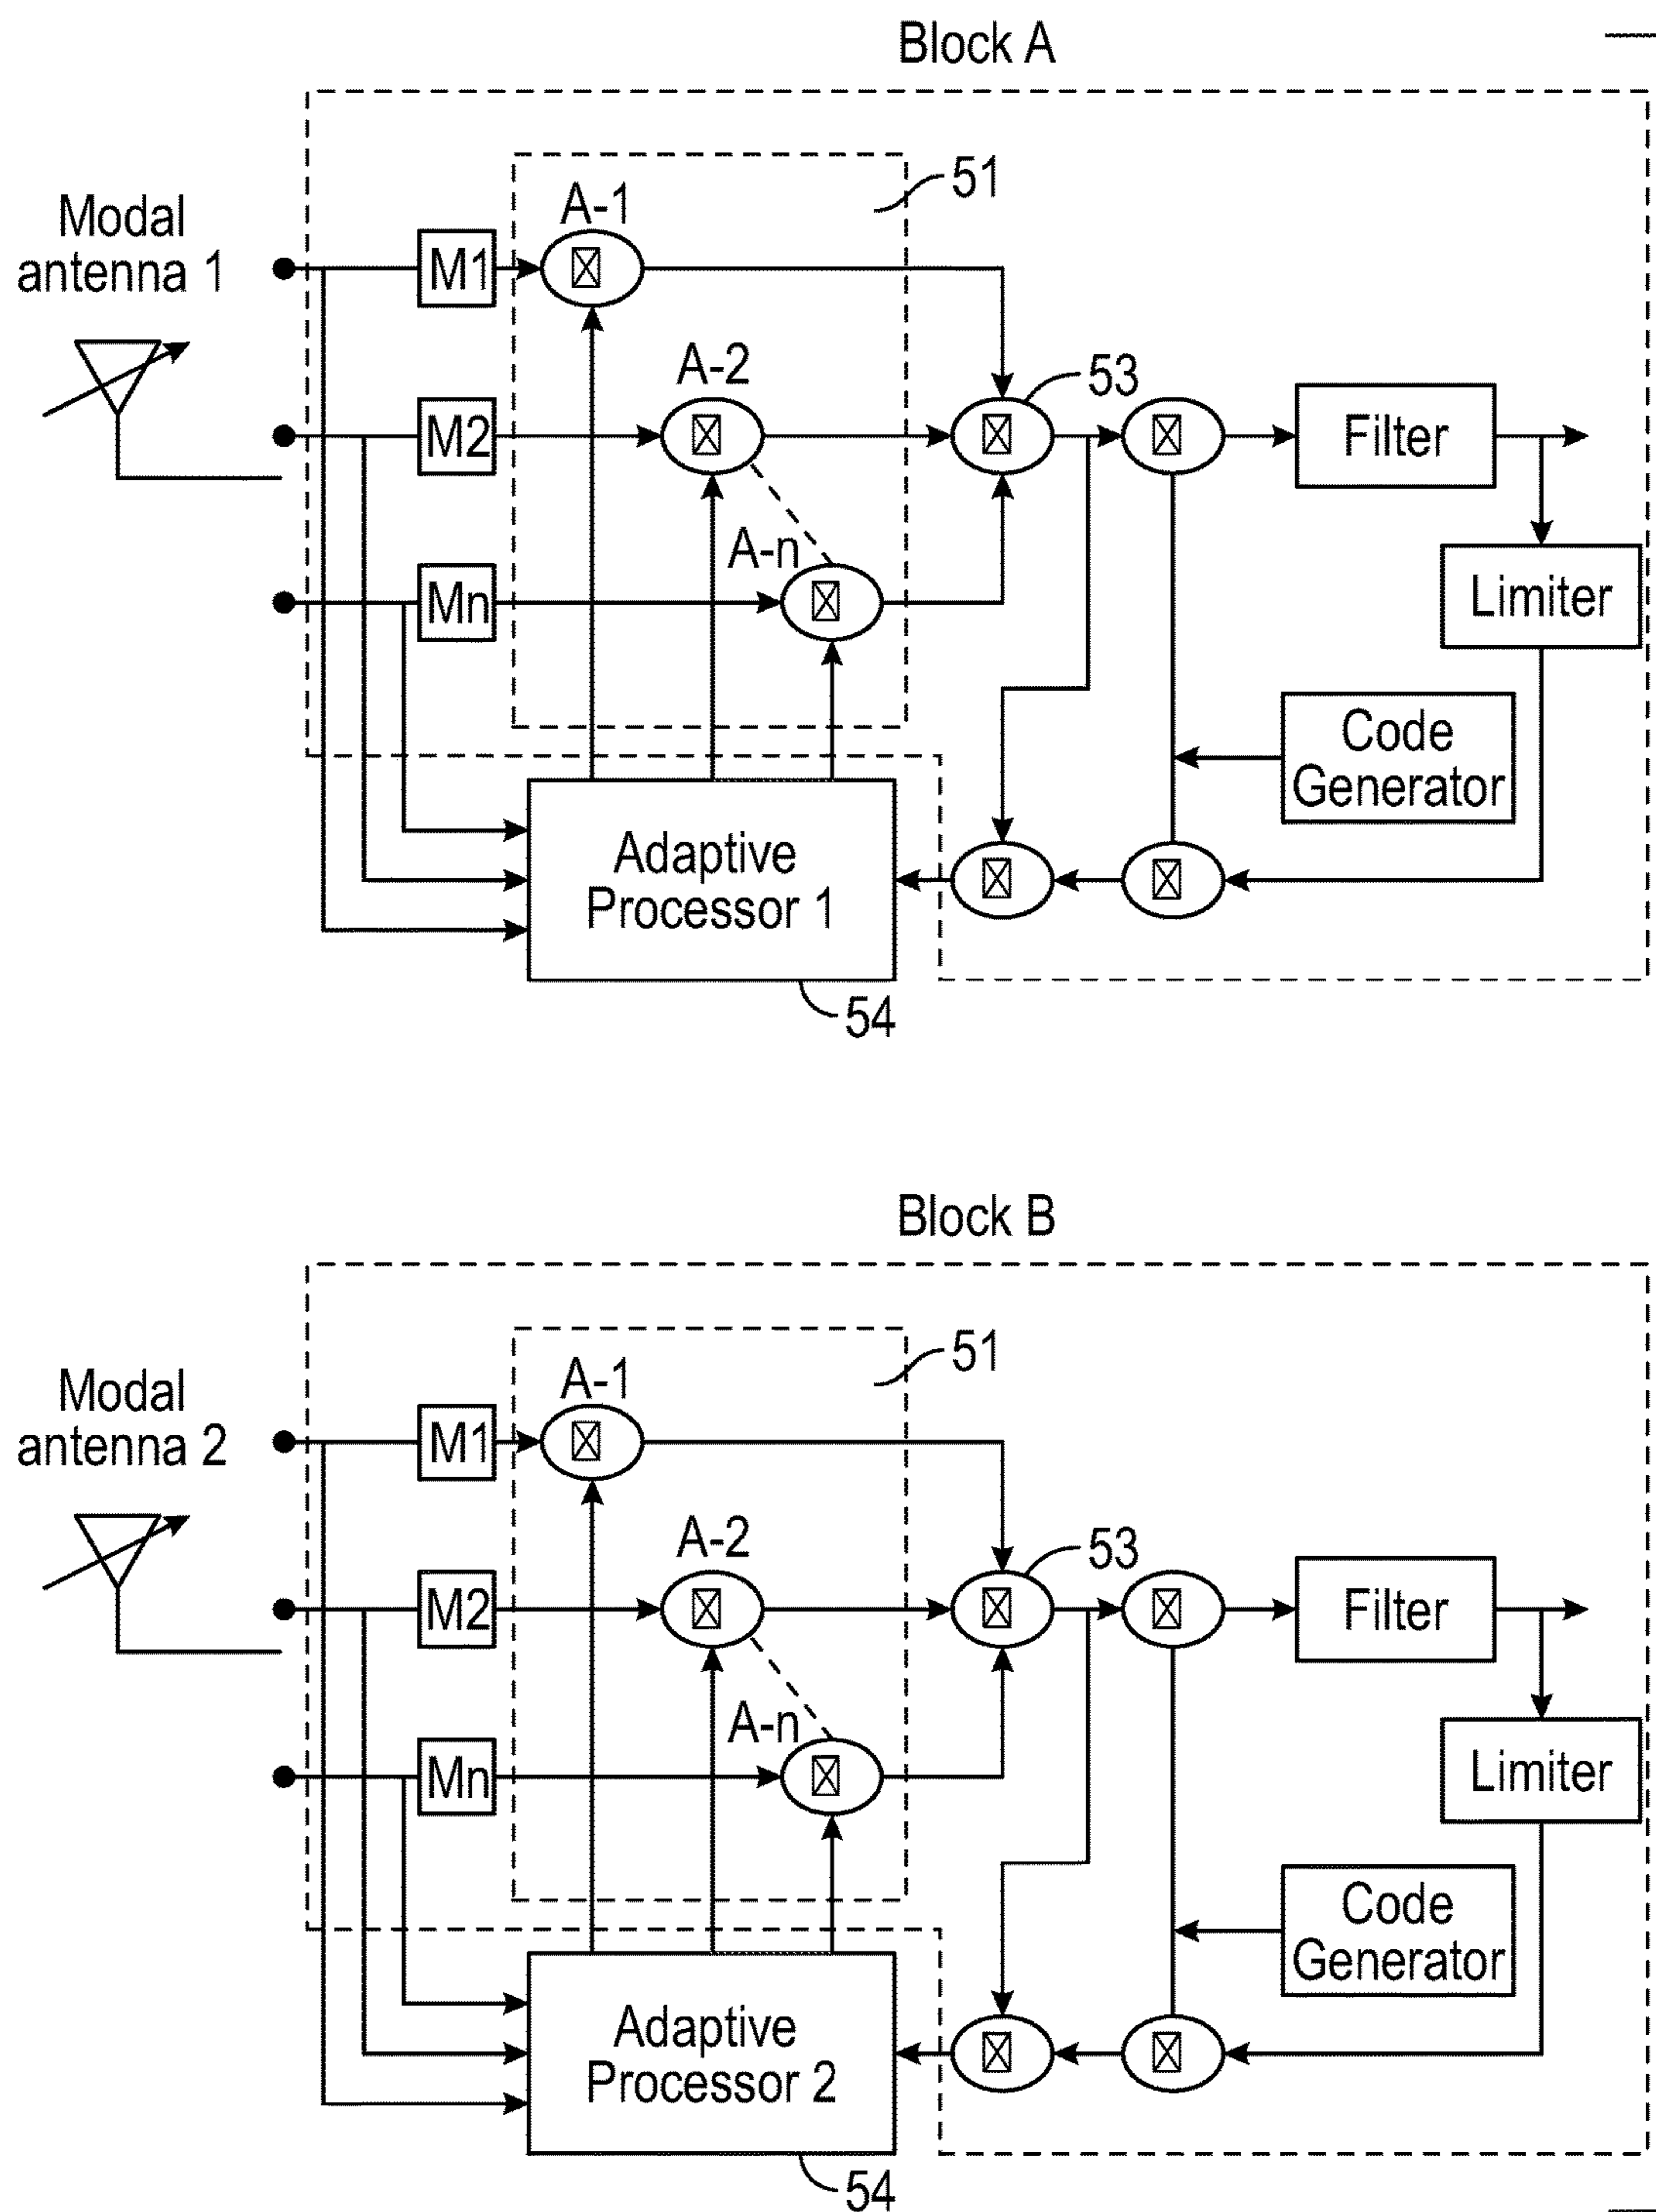 Block A
51
A-1
Modal
antenna 1
M1
A-2
53
M2
Filter
A-n
Mn
Limiter
Code
Generator
Adaptive
Processor 1
54
Block B
51
A-1
Modal
antenna 2
M1
A-2
53
M2
Filter
A-n
Mn
Limiter
Code
Generator
Adaptive
Processor 2
54